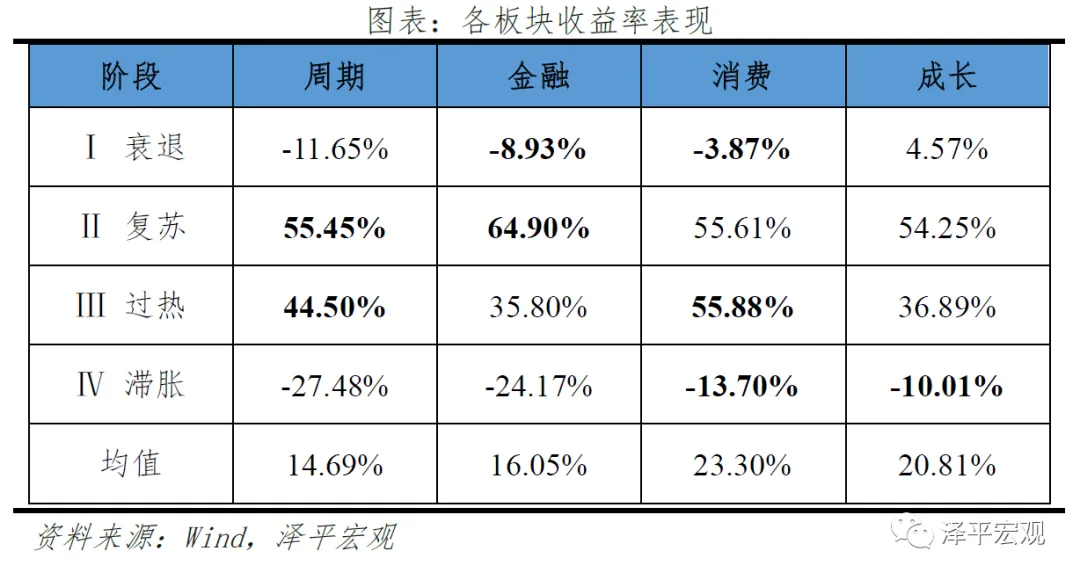 图表：各板块收益率表现
阶段 周期 金融 消费 成长
Ⅰ 衰退 -11.65% -8.93% -3.87% 4.57%
Ⅱ 复苏 55.45% 64.90% 55.61% 54.25%
Ⅲ 过热 44.50% 35.80% 55.88% 36.89%
Ⅳ 滞胀 -27.48% -24.17% -13.70% -10.01%
均值 14.69% 16.05% 23.30% 20.81%
资料来源：Wind，泽平宏观
泽平宏观